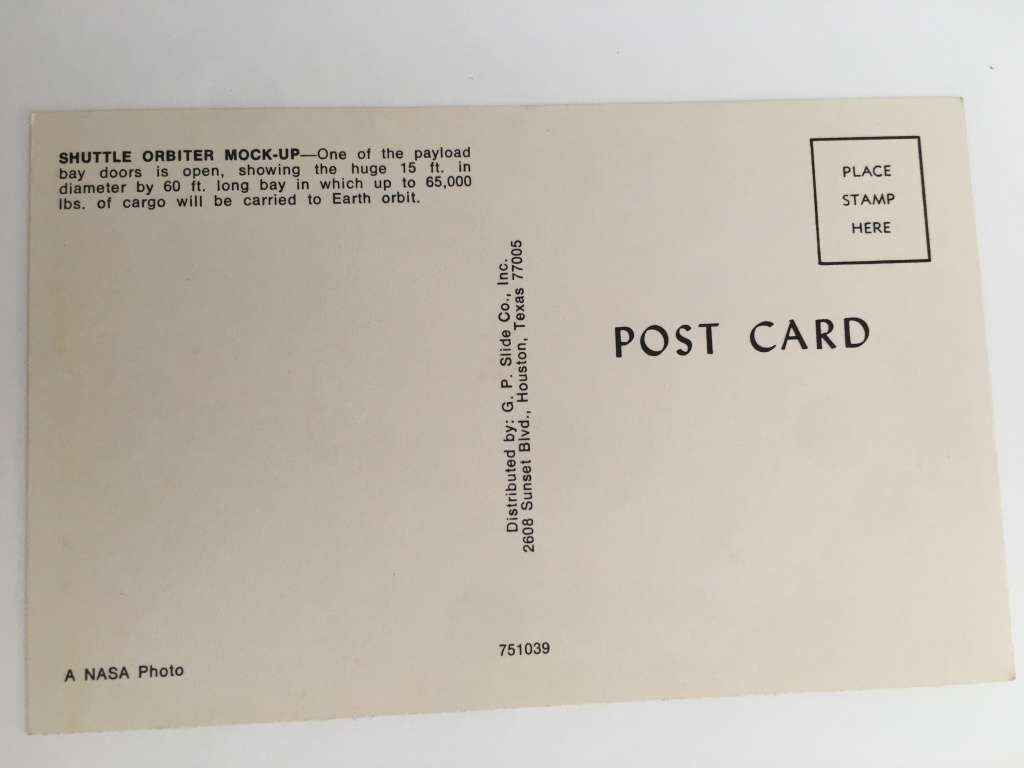 SHUTTLE ORBITER MOCK-UP—One of the payload
bay doors is open, showing the huge 15 ft. in
diameter by 60 ft. long bay in which up to 65,000
lbs. of cargo will be carried to Earth orbit.
PLACE
STAMP
HERE
POST CARD
Distributed by: G. P. Slide Co., Inc.
2608 Sunset Blvd., Houston, Texas 77005
751039
A NASA Photo